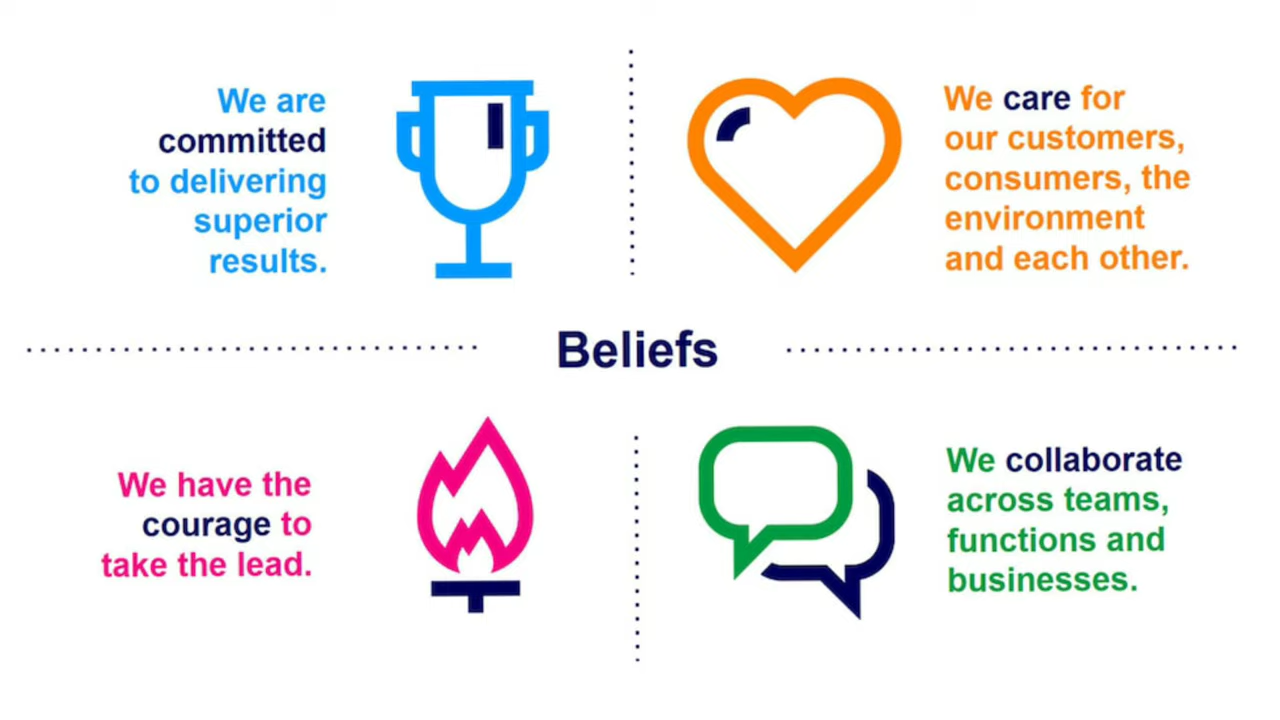 We are
committed
to delivering
superior
results.
We care for
our customers,
consumers, the
environment
and each other.
Beliefs
We have the
courage to
take the lead.
We collaborate
across teams,
functions and
businesses.